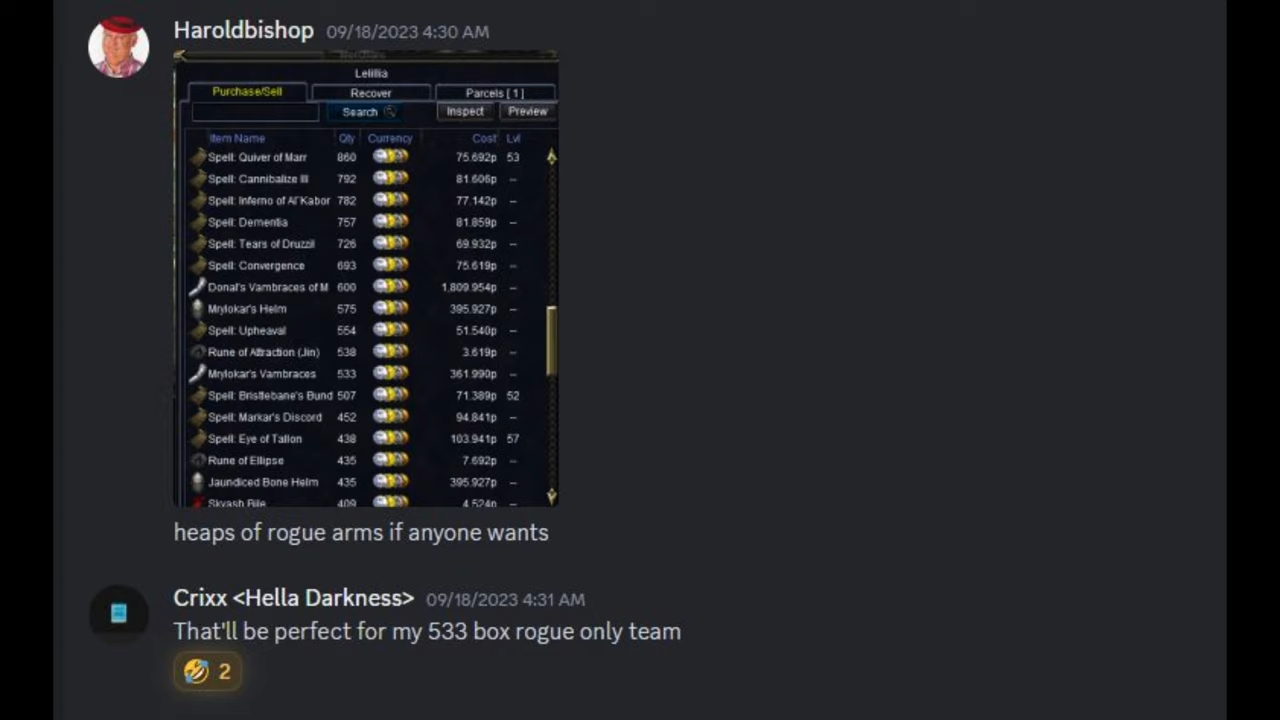 Haroldbishop 09/18/2023 4:30 AM
Lelillia
Purchase/Sell Recover Parcels [ 1 ]
Search Inspect Preview
Item Name Qty Currency Cost Lvl
Spell: Quiver of Marr 860 75.692p 53
Spell: Cannibalize III 792 81.606p --
Spell: Inferno of Al'Kabor 782 77.142p --
Spell: Dementia 757 81.859p --
Spell: Tears of Druzzil 726 69.932p --
Spell: Convergence 693 75.619p --
Donal's Vambraces of M 600 1,809.954p --
Mrylokar's Helm 575 395.927p --
Spell: Upheaval 554 51.540p --
Rune of Attraction (Jin) 538 3.619p --
Mrylokar's Vambraces 533 361.990p --
Spell: Bristlebane's Bund 507 71.389p 52
Spell: Markar's Discord 452 94.841p --
Spell: Eye of Tallon 438 103.941p 57
Rune of Ellipse 435 7.692p --
Jaundiced Bone Helm 435 395.927p --
Skyash Bile 409 4.524p --
heaps of rogue arms if anyone wants
Crixx <Hella Darkness> 09/18/2023 4:31 AM
That'll be perfect for my 533 box rogue only team
2